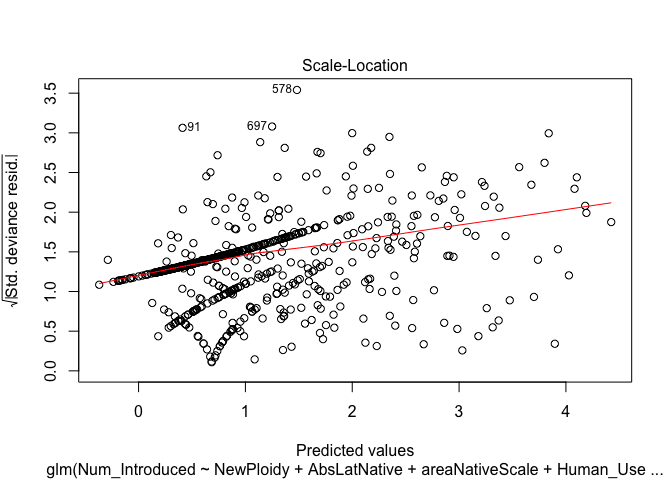 Scale-Location
√|Std. deviance resid.|
3.5
3.0
2.5
2.0
1.5
1.0
0.5
0.0
578
91
697
0 1 2 3 4
Predicted values
glm(Num_Introduced ~ NewPloidy + AbsLatNative + areaNativeScale + Human_Use ...